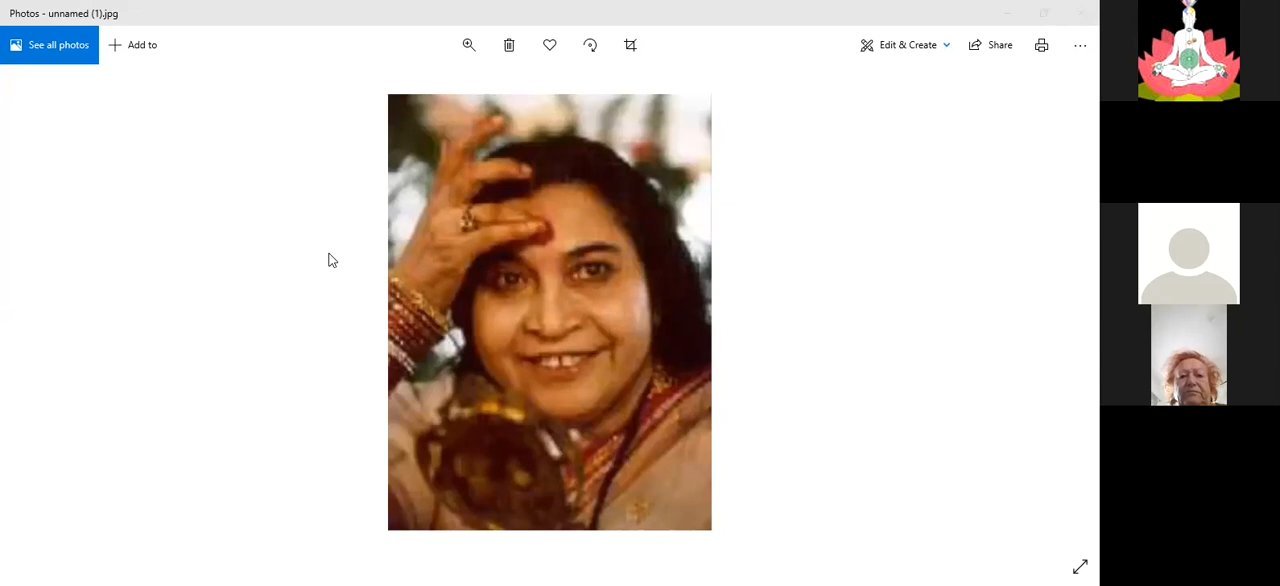 Photos - unnamed (1).jpg
See all photos
Add to
Edit & Create
Share